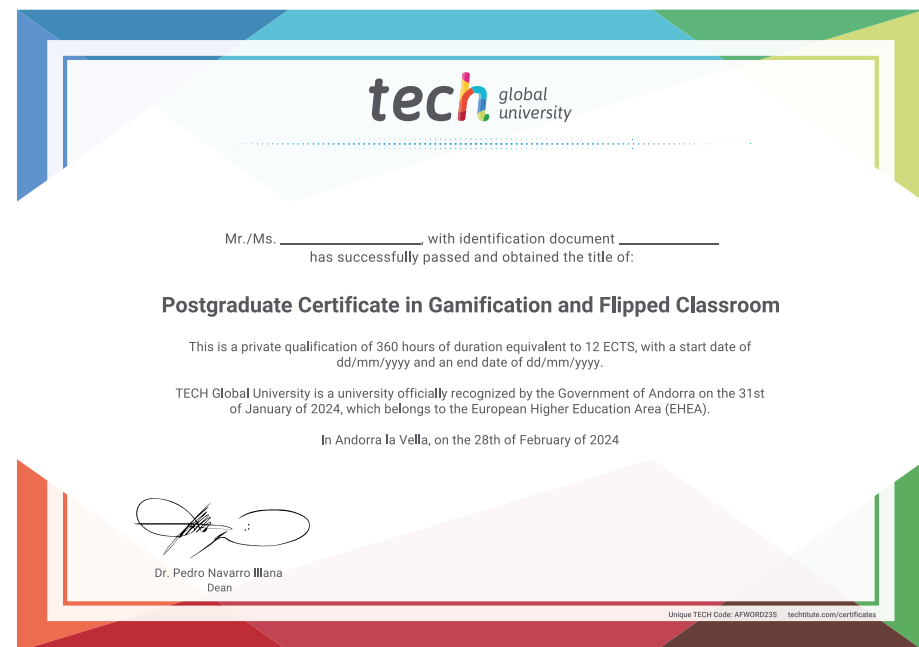 tech global
university
Mr./Ms. ____________________, with identification document ______________
has successfully passed and obtained the title of:
Postgraduate Certificate in Gamification and Flipped Classroom
This is a private qualification of 360 hours of duration equivalent to 12 ECTS, with a start date of
dd/mm/yyyy and an end date of dd/mm/yyyy.
TECH Global University is a university officially recognized by the Government of Andorra on the 31st
of January of 2024, which belongs to the European Higher Education Area (EHEA).
In Andorra la Vella, on the 28th of February of 2024
Dr. Pedro Navarro Illana
Dean
Unique TECH Code: AFWORD23S techtitute.com/certificates